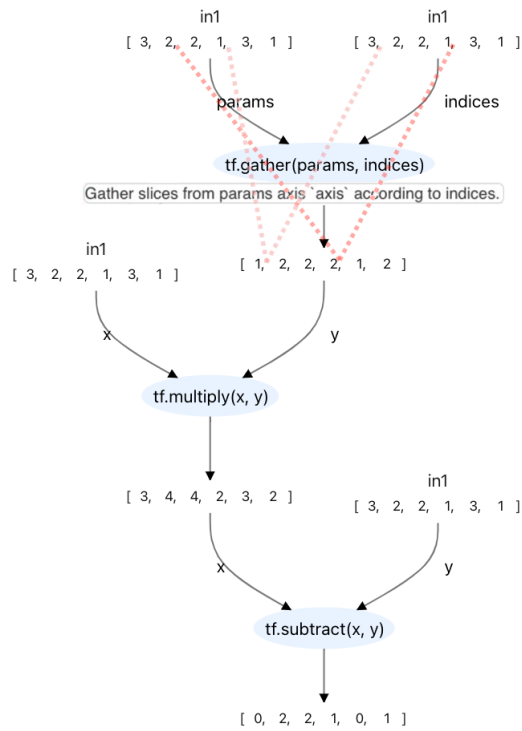 in1 in1
[ 3, 2, 2, 1, 3, 1 ] [ 3, 2, 2, 1, 3, 1 ]
params indices
tf.gather(params, indices)
Gather slices from params axis `axis` according to indices.
in1
[ 3, 2, 2, 1, 3, 1 ] [ 1, 2, 2, 2, 1, 2 ]
x y
tf.multiply(x, y)
in1
[ 3, 4, 4, 2, 3, 2 ] [ 3, 2, 2, 1, 3, 1 ]
x y
tf.subtract(x, y)
[ 0, 2, 2, 1, 0, 1 ]